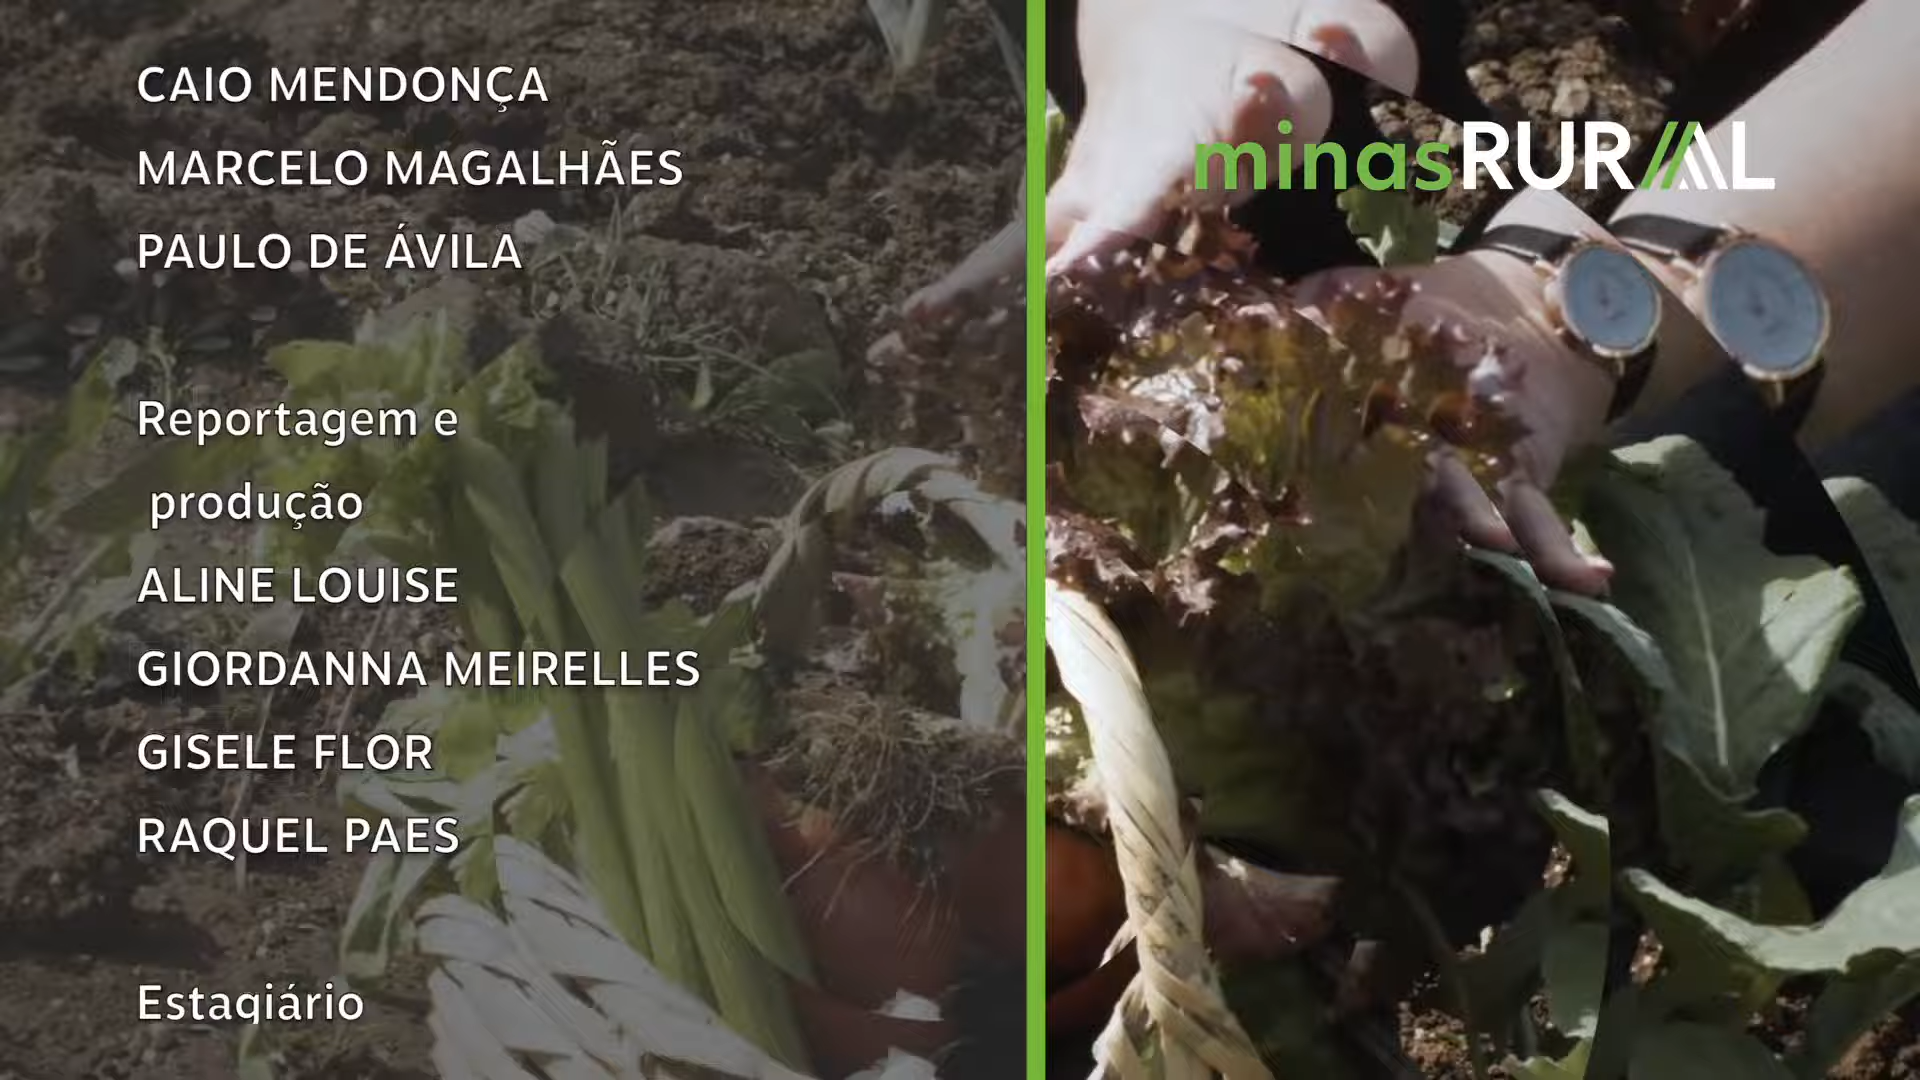 CAIO MENDONÇA
MARCELO MAGALHÃES
PAULO DE ÁVILA
Reportagem e
produção
ALINE LOUISE
GIORDANNA MEIRELLES
GISELE FLOR
RAQUEL PAES
Estagiário
minasRURAL